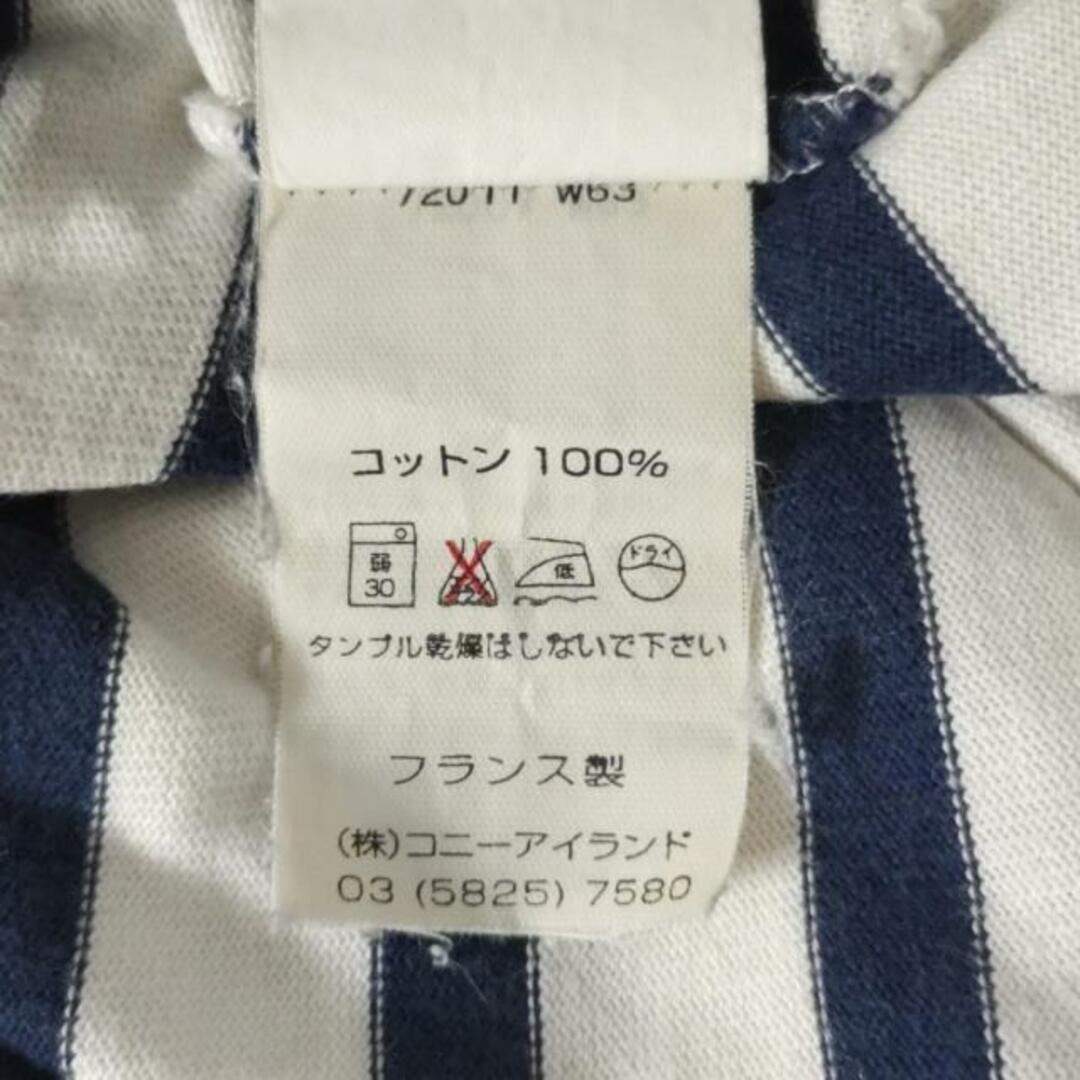 コットン 100%
弱 低 ドライ
30
タンブル乾燥はしないで下さい
フランス製
(株)コニーアイランド
03 (5825) 7580